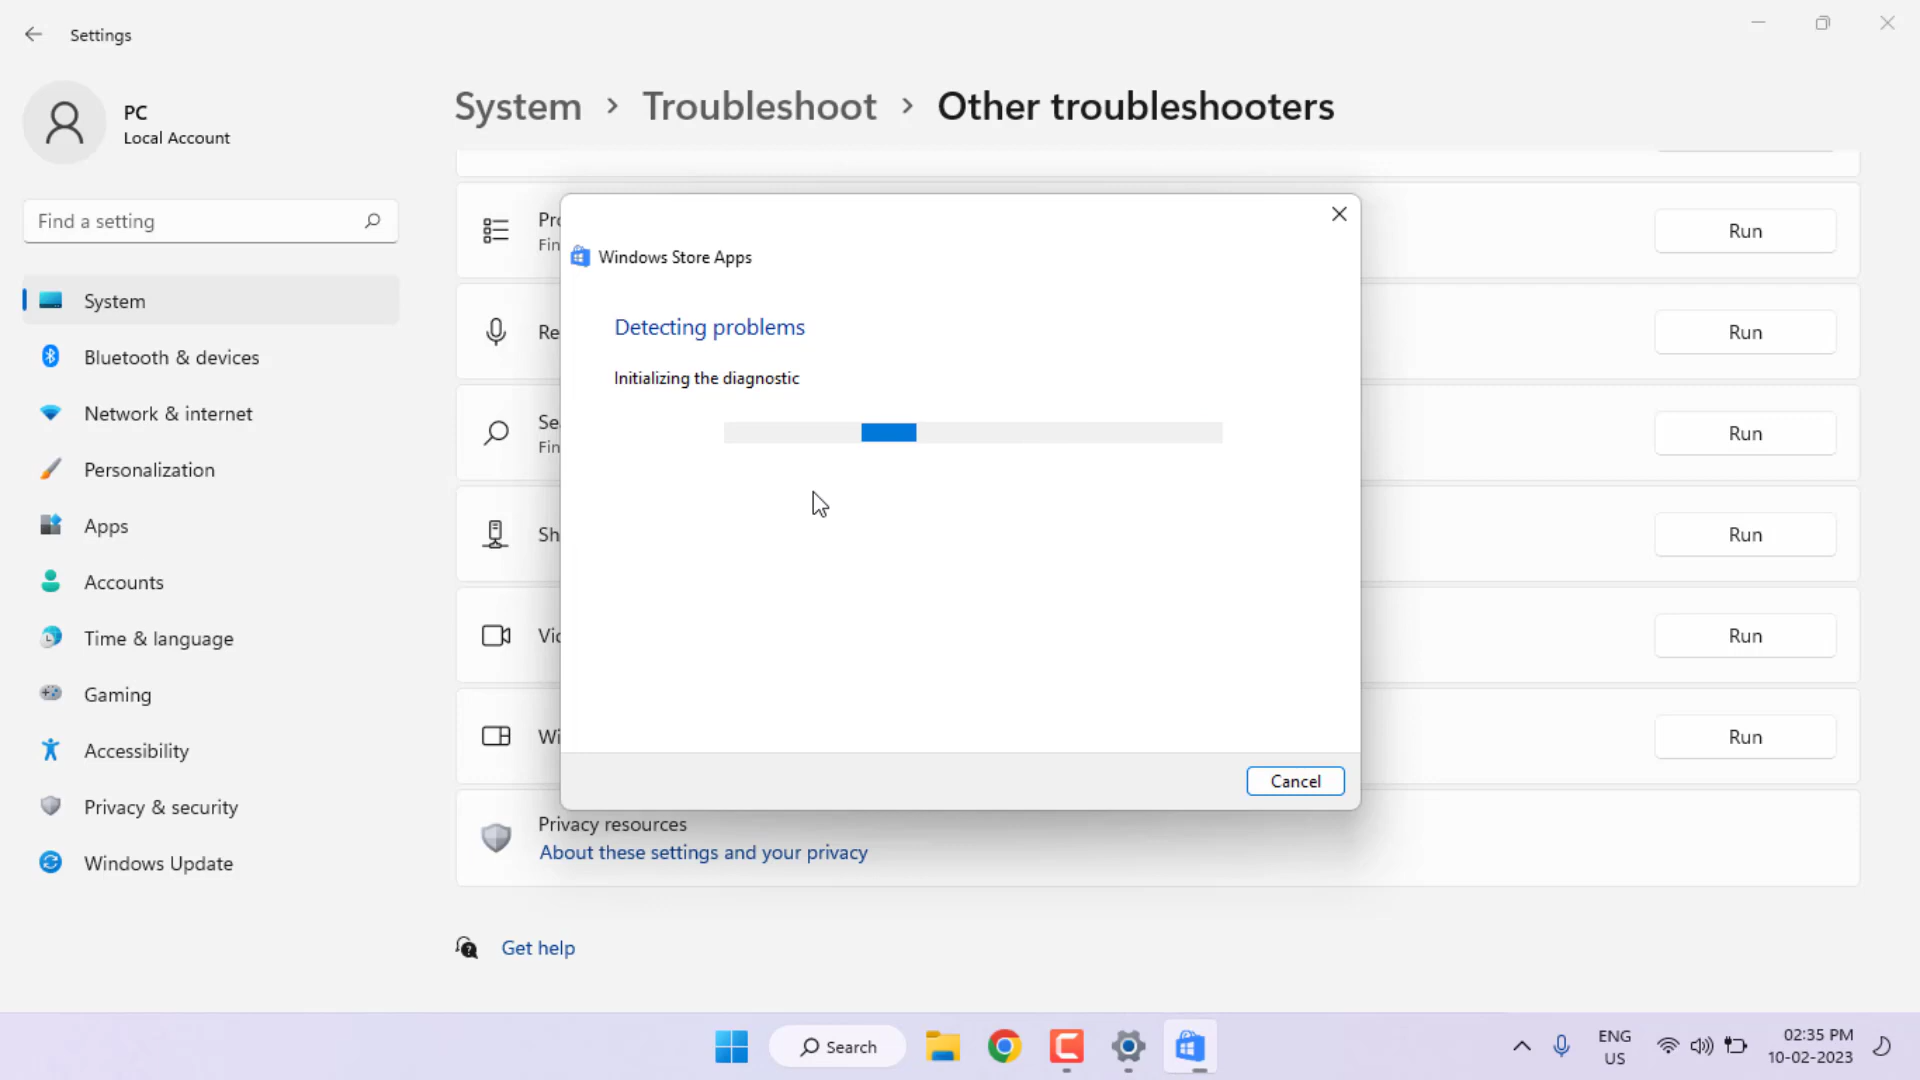 Settings
PC
Local Account
Find a setting
System
Bluetooth & devices
Network & internet
Personalization
Apps
Accounts
Time & language
Gaming
Accessibility
Privacy & security
Windows Update
System > Troubleshoot > Other troubleshooters
Pro
Fin
Run
Re
Run
Se
Fin
Run
Sh
Run
Vic
Run
Wi
Run
Windows Store Apps
Detecting problems
Initializing the diagnostic
Cancel
Privacy resources
About these settings and your privacy
Get help
Search
ENG
US
02:35 PM
10-02-2023